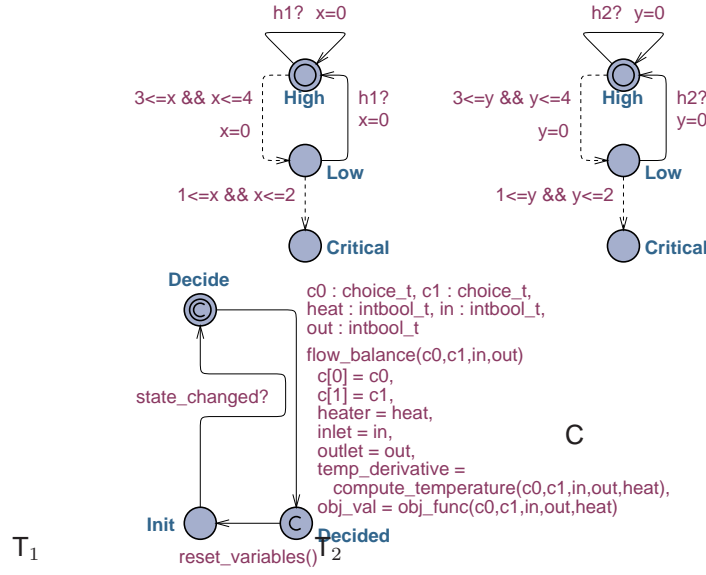 h1? x=0
3<=x && x<=4
High
h1?
x=0
x=0
Low
1<=x && x<=2
Critical
h2? y=0
3<=y && y<=4
High
h2?
y=0
y=0
Low
1<=y && y<=2
Critical
Decide
c0 : choice_t, c1 : choice_t,
heat : intbool_t, in : intbool_t,
out : intbool_t
flow_balance(c0,c1,in,out)
c[0] = c0,
c[1] = c1,
heater = heat,
inlet = in,
outlet = out,
temp_derivative =
compute_temperature(c0,c1,in,out,heat),
obj_val = obj_func(c0,c1,in,out,heat)
state_changed?
C
C
Init
C
Decided
reset_variables()
T1
T2